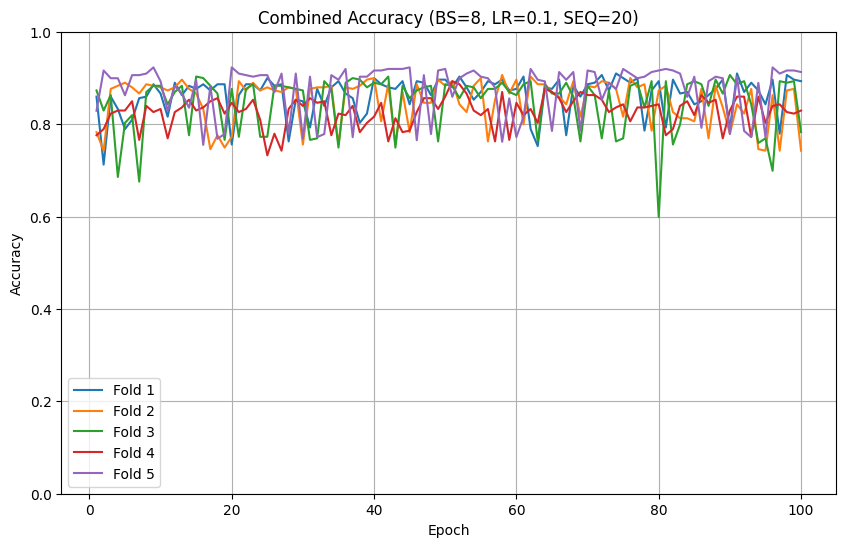 Combined Accuracy (BS=8, LR=0.1, SEQ=20)
Accuracy
1.0
0.8
0.6
0.4
0.2
0.0
Fold 1
Fold 2
Fold 3
Fold 4
Fold 5
0 20 40 60 80 100
Epoch